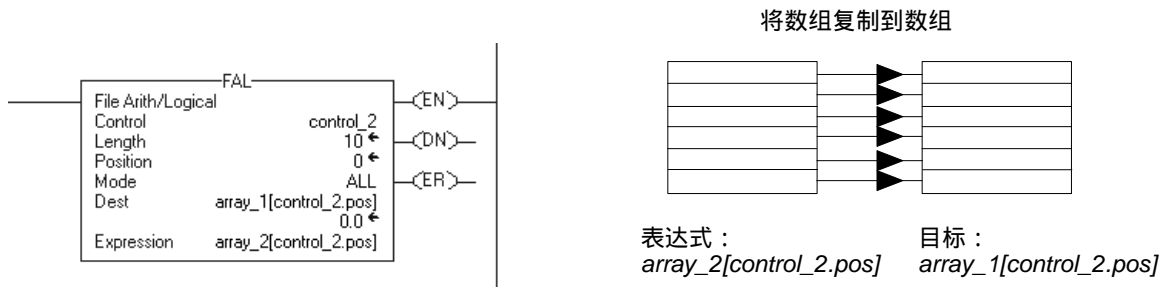 将数组复制到数组
FAL
File Arith/Logical
Control control_2
Length 10
Position 0
Mode ALL
Dest array_1[control_2.pos]
0.0
Expression array_2[control_2.pos]
EN
DN
ER
表达式：
array_2[control_2.pos]
目标：
array_1[control_2.pos]